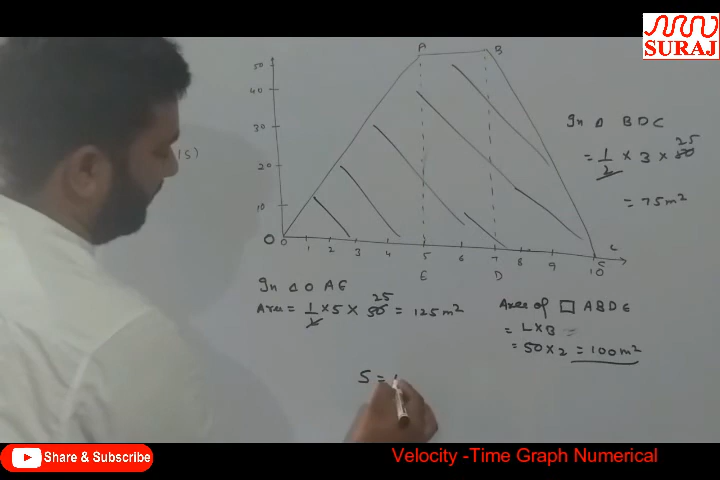 SURAJ
A B
50
40
30
20
10
O
0 1 2 3 4 5 6 7 8 9 10
E D C
S)
In Δ BDC
= 1/2 × 3 × 50 25
= 75m²
In Δ OAE
Area = 1/2 × 5 × 50 25 = 125m²
Area of □ ABDE
= L×B =
= 50×2 = 100m²
S =
Share & Subscribe
Velocity -Time Graph Numerical